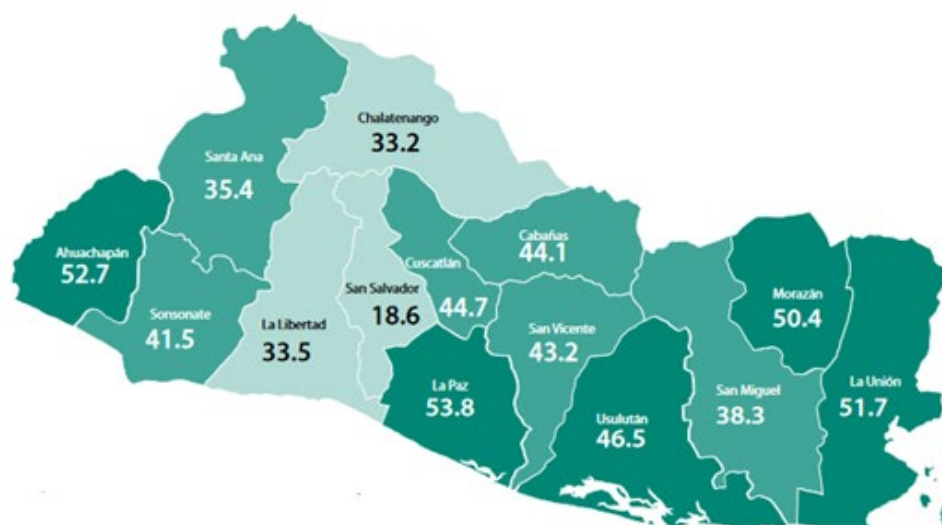 Chalatenango
33.2
Santa Ana
35.4
Ahuachapán
52.7
Sonsonate
41.5
La Libertad
33.5
San Salvador
18.6
Cuscatlán
44.7
Cabañas
44.1
San Vicente
43.2
La Paz
53.8
Usulután
46.5
San Miguel
38.3
Morazán
50.4
La Unión
51.7